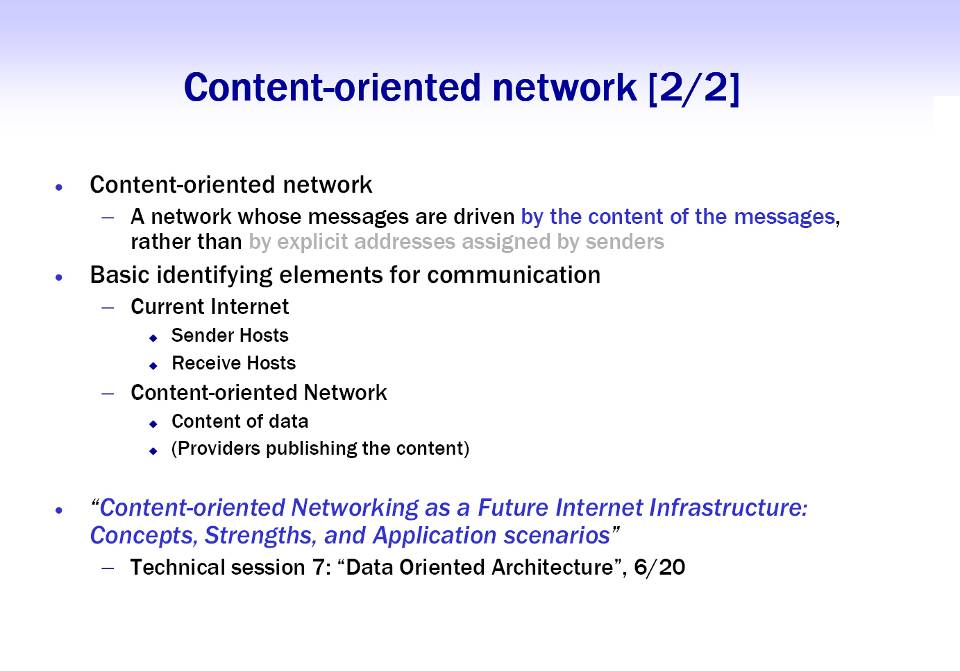 Content-oriented network [2/2]
• Content-oriented network
– A network whose messages are driven by the content of the messages,
rather than by explicit addresses assigned by senders
• Basic identifying elements for communication
– Current Internet
◆ Sender Hosts
◆ Receive Hosts
– Content-oriented Network
◆ Content of data
◆ (Providers publishing the content)
• “Content-oriented Networking as a Future Internet Infrastructure:
Concepts, Strengths, and Application scenarios”
– Technical session 7: “Data Oriented Architecture”, 6/20